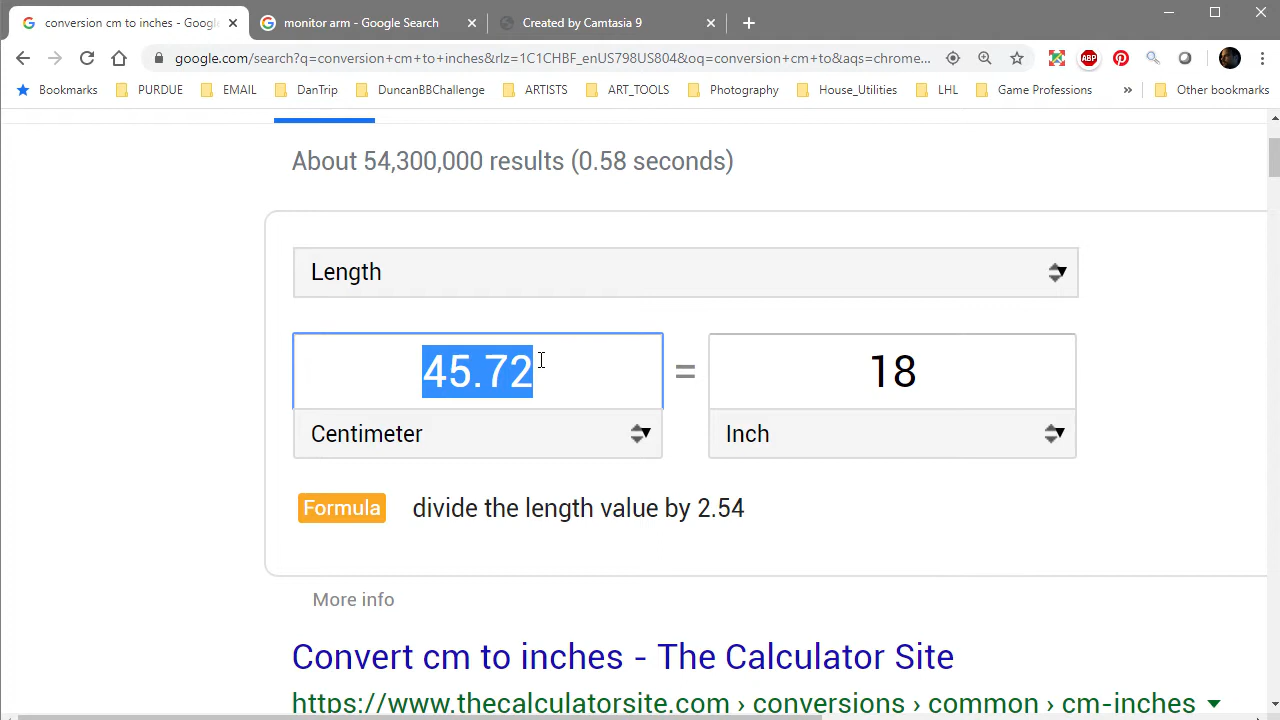 conversion cm to inches - Googl
monitor arm - Google Search
Created by Camtasia 9
google.com/search?q=conversion+cm+to+inches&rlz=1C1CHBF_enUS798US804&oq=conversion+cm+to&aqs=chrome...
ABP
Bookmarks PURDUE EMAIL DanTrip DuncanBBChallenge ARTISTS ART_TOOLS Photography House_Utilities LHL Game Professions » Other bookmarks
About 54,300,000 results (0.58 seconds)
Length
45.72 = 18
Centimeter Inch
Formula divide the length value by 2.54
More info
Convert cm to inches - The Calculator Site
https://www.thecalculatorsite.com › conversions › common › cm-inches